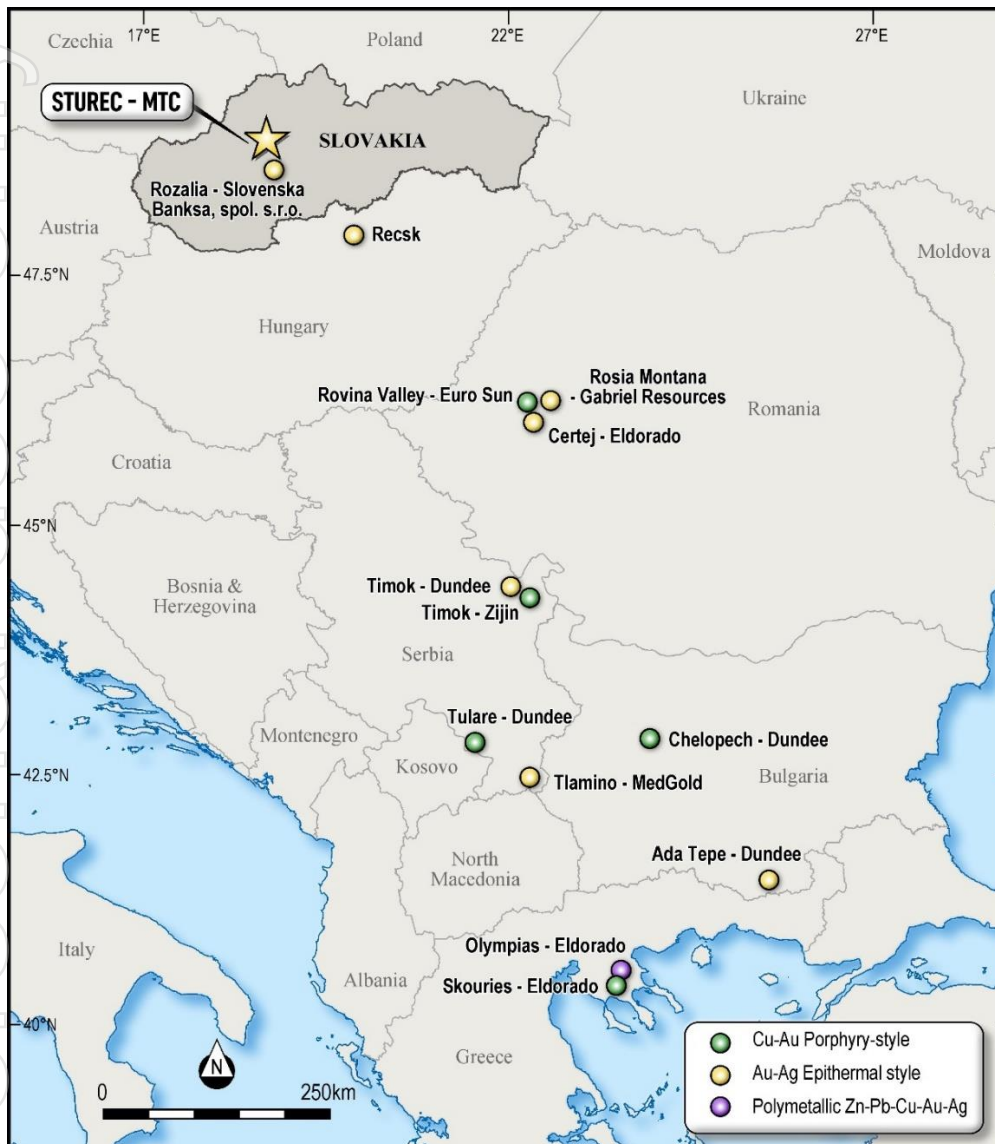 17°E
22°E
27°E
Czechia
Poland
Ukraine
STUREC - MTC
SLOVAKIA
Rozalia - Slovenska
Banksa, spol. s.r.o.
Austria
Recsk
Moldova
47.5°N
Hungary
Rovina Valley - Euro Sun
Rosia Montana
- Gabriel Resources
Certej - Eldorado
Romania
Croatia
45°N
Bosnia &
Herzegovina
Timok - Dundee
Timok - Zijin
Serbia
Tulare - Dundee
Montenegro
Kosovo
Chelopech - Dundee
42.5°N
Tlamino - MedGold
Bulgaria
North
Macedonia
Ada Tepe - Dundee
Italy
Albania
Olympias - Eldorado
Skouries - Eldorado
40°N
Greece
N
0
250km
Cu-Au Porphyry-style
Au-Ag Epithermal style
Polymetallic Zn-Pb-Cu-Au-Ag